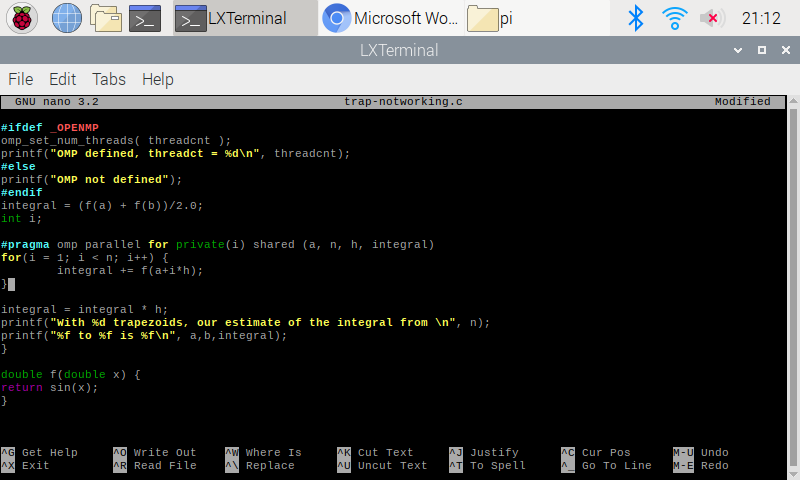 LXTerminal Microsoft Wo... pi 21:12
LXTerminal
File Edit Tabs Help
GNU nano 3.2 trap-notworking.c Modified
#ifdef _OPENMP
omp_set_num_threads( threadcnt );
printf("OMP defined, threadct = %d\n", threadcnt);
#else
printf("OMP not defined");
#endif
integral = (f(a) + f(b))/2.0;
int i;
#pragma omp parallel for private(i) shared (a, n, h, integral)
for(i = 1; i < n; i++) {
integral += f(a+i*h);
}
integral = integral * h;
printf("With %d trapezoids, our estimate of the integral from \n", n);
printf("%f to %f is %f\n", a,b,integral);
}
double f(double x) {
return sin(x);
}
^G Get Help ^O Write Out ^W Where Is ^K Cut Text ^J Justify ^C Cur Pos M-U Undo
^X Exit ^R Read File ^\ Replace ^U Uncut Text ^T To Spell ^_ Go To Line M-E Redo